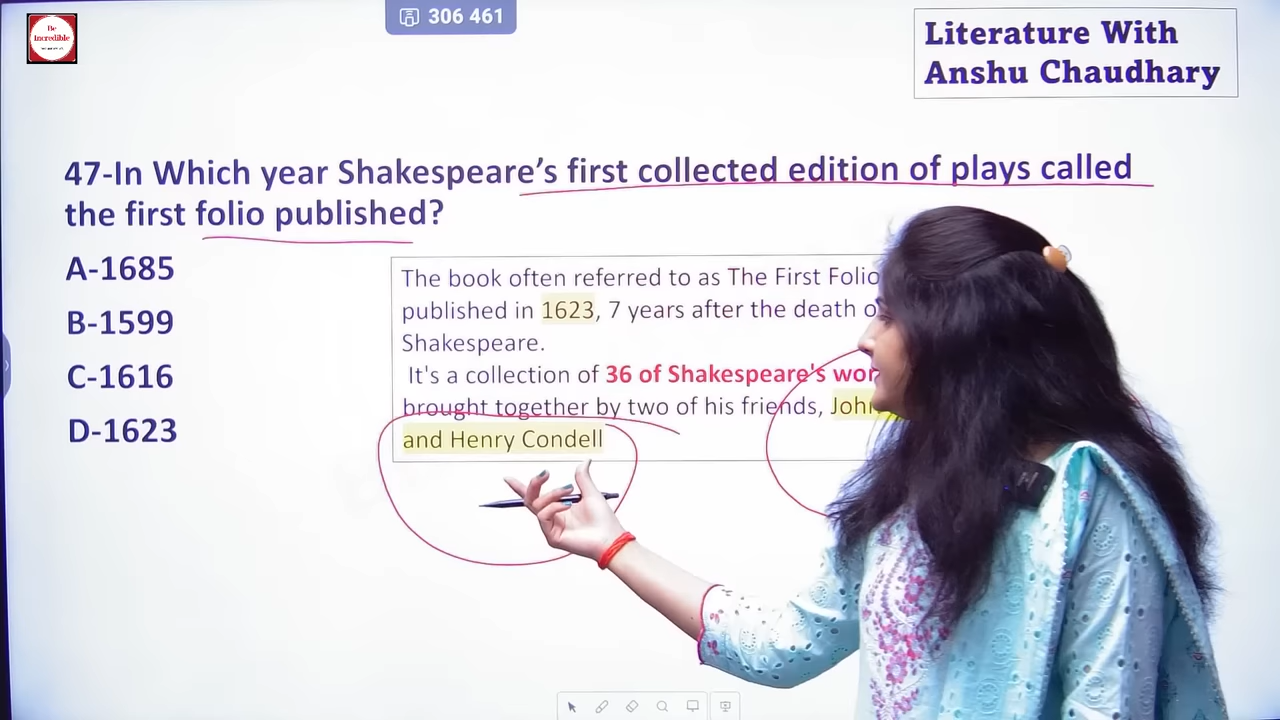 Be
Incredible
306 461
Literature With
Anshu Chaudhary
47-In Which year Shakespeare's first collected edition of plays called
the first folio published?
A-1685
B-1599
C-1616
D-1623
The book often referred to as The First Folio
published in 1623, 7 years after the death
Shakespeare.
It's a collection of 36 of Shakespeare's
brought together by two of his friends,
and Henry Condell